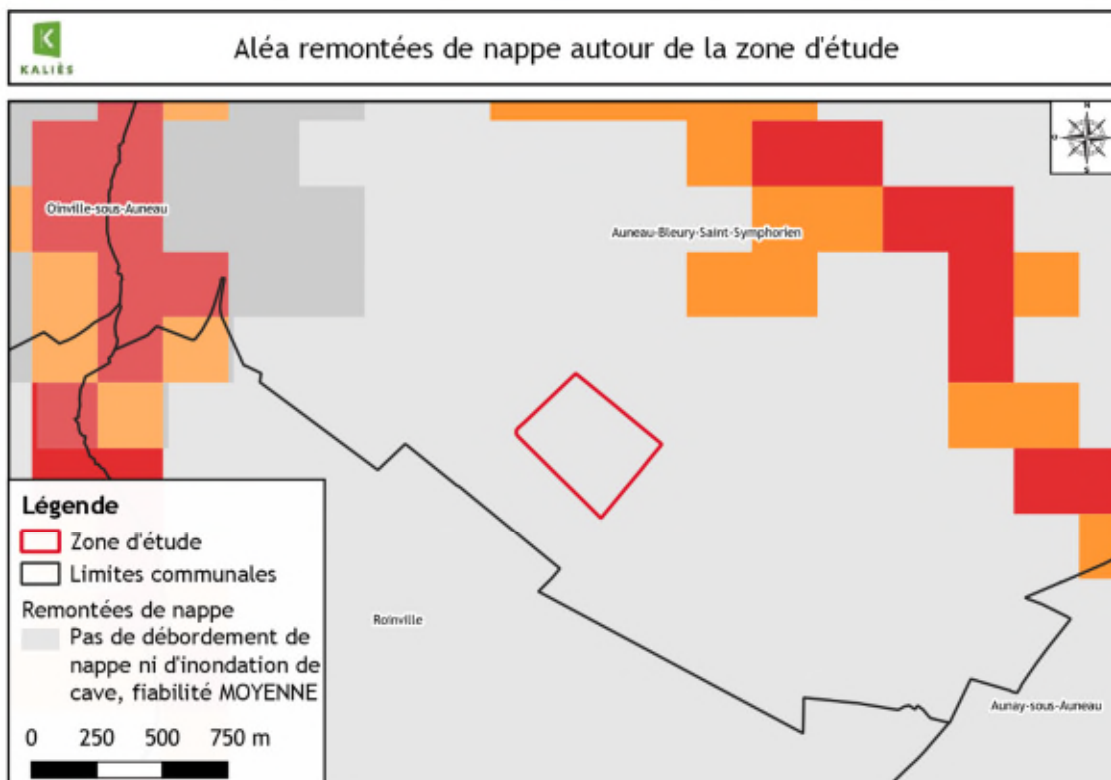 KALIÈS
Aléa remontées de nappe autour de la zone d'étude
N
O
E
S
Oinville-sous-Auneau
Auneau-Bleury-Saint-Symphorien
Légende
Zone d'étude
Limites communales
Remontées de nappe
Pas de débordement de
nappe ni d'inondation de
cave, fiabilité MOYENNE
0 250 500 750 m
Roinville
Aunay-sous-Auneau